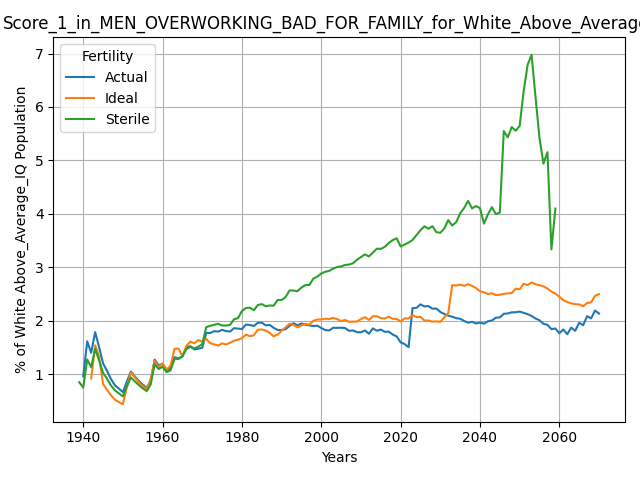 Score_1_in_MEN_OVERWORKING_BAD_FOR_FAMILY_for_White_Above_Average
Fertility
Actual
Ideal
Sterile
% of White Above_Average_IQ Population
7
6
5
4
3
2
1
1940 1960 1980 2000 2020 2040 2060
Years